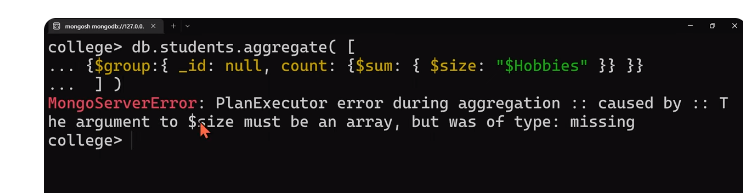 mongosh mongodb://127.0.0.
college> db.students.aggregate( [
... {$group:{ _id: null, count: {$sum: { $size: "$Hobbies" }} }}
... ] )
MongoServerError: PlanExecutor error during aggregation :: caused by :: T
he argument to $size must be an array, but was of type: missing
college>